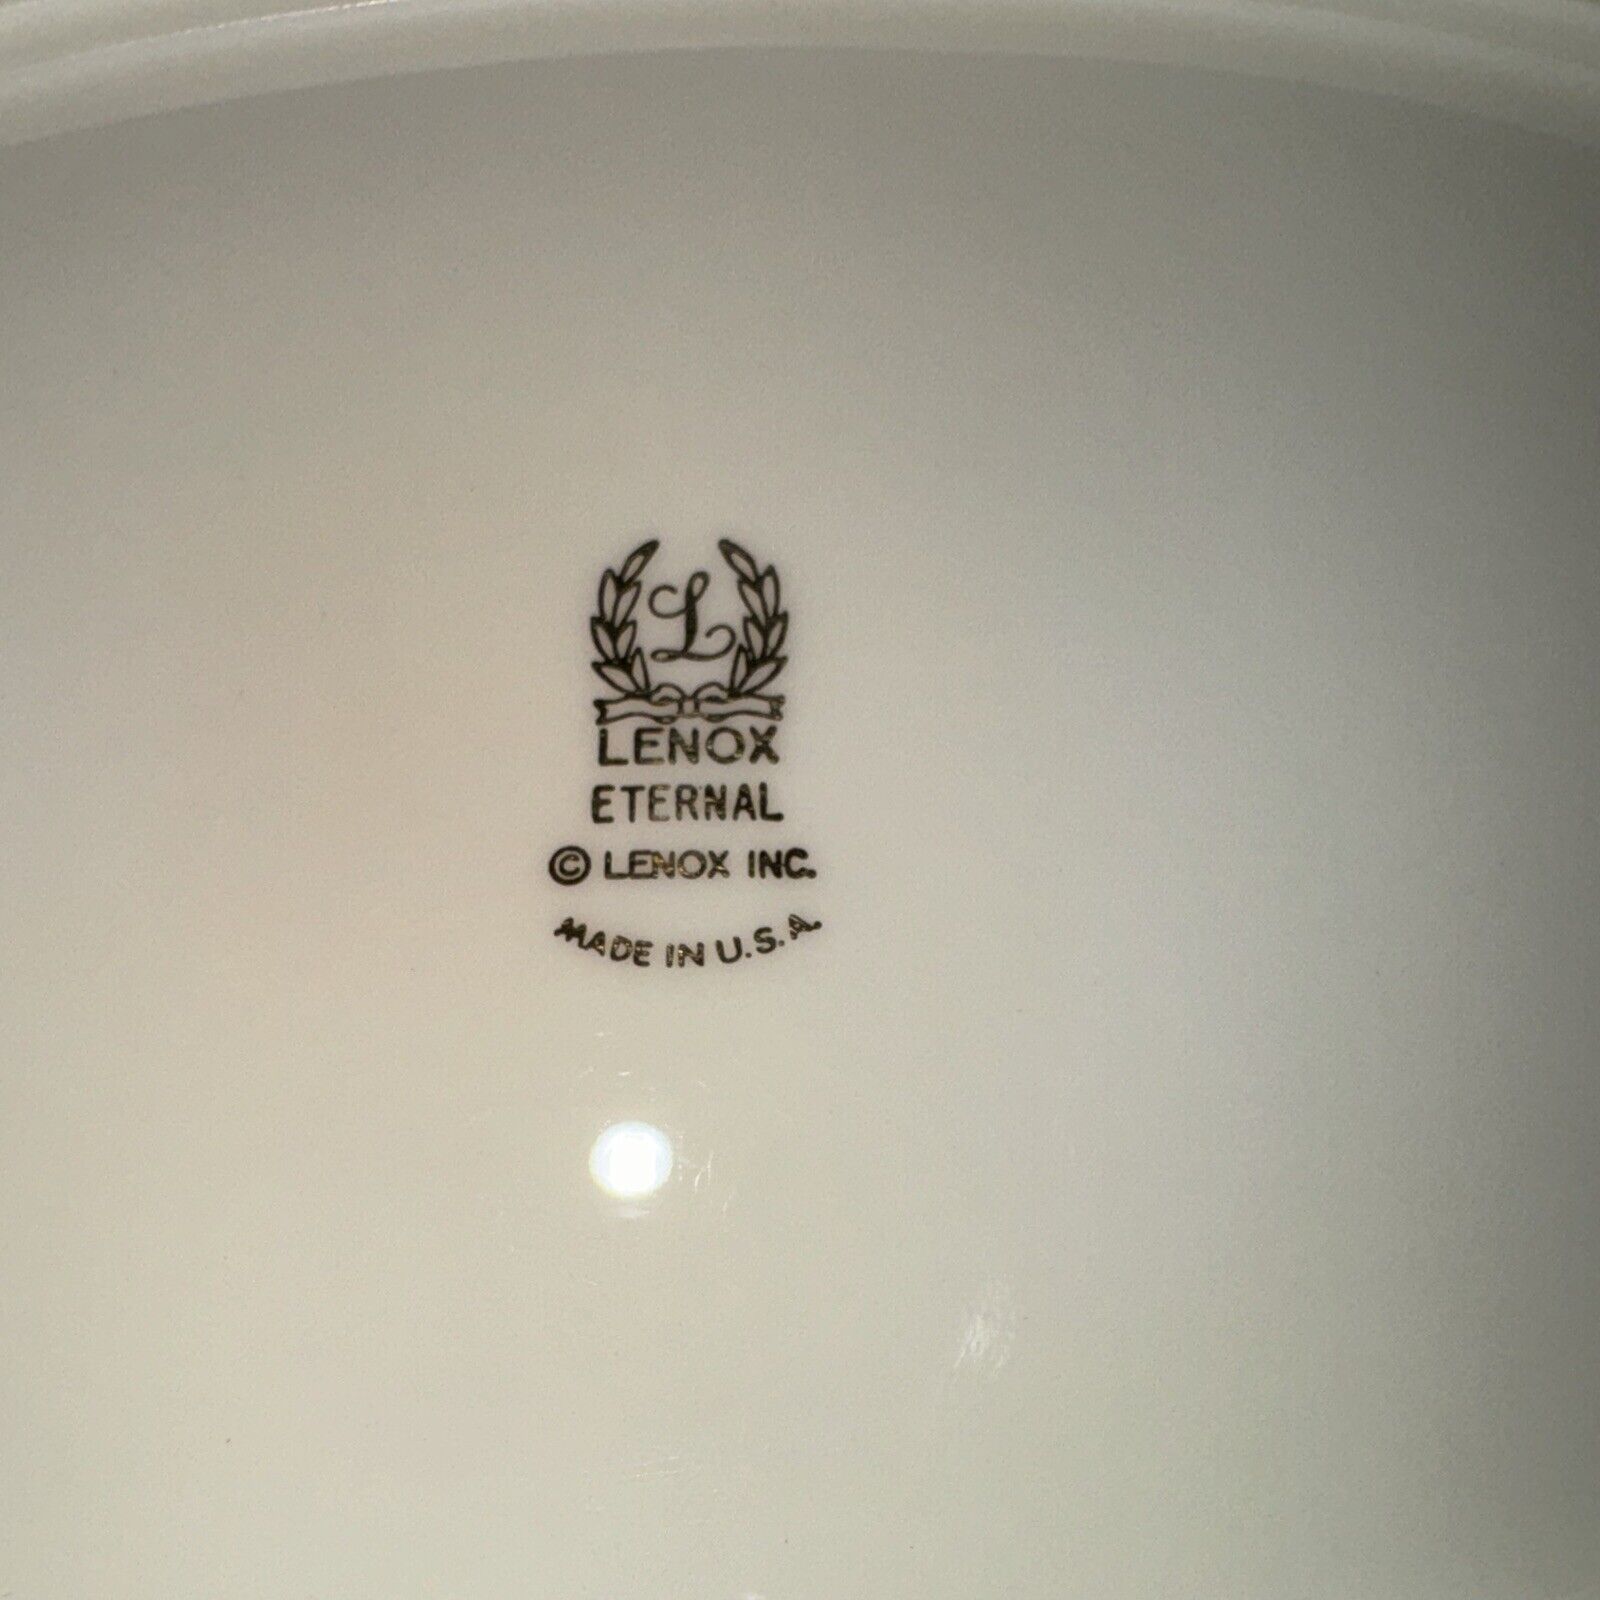 L
LENOX
ETERNAL
© LENOX INC.
MADE IN U.S.A.